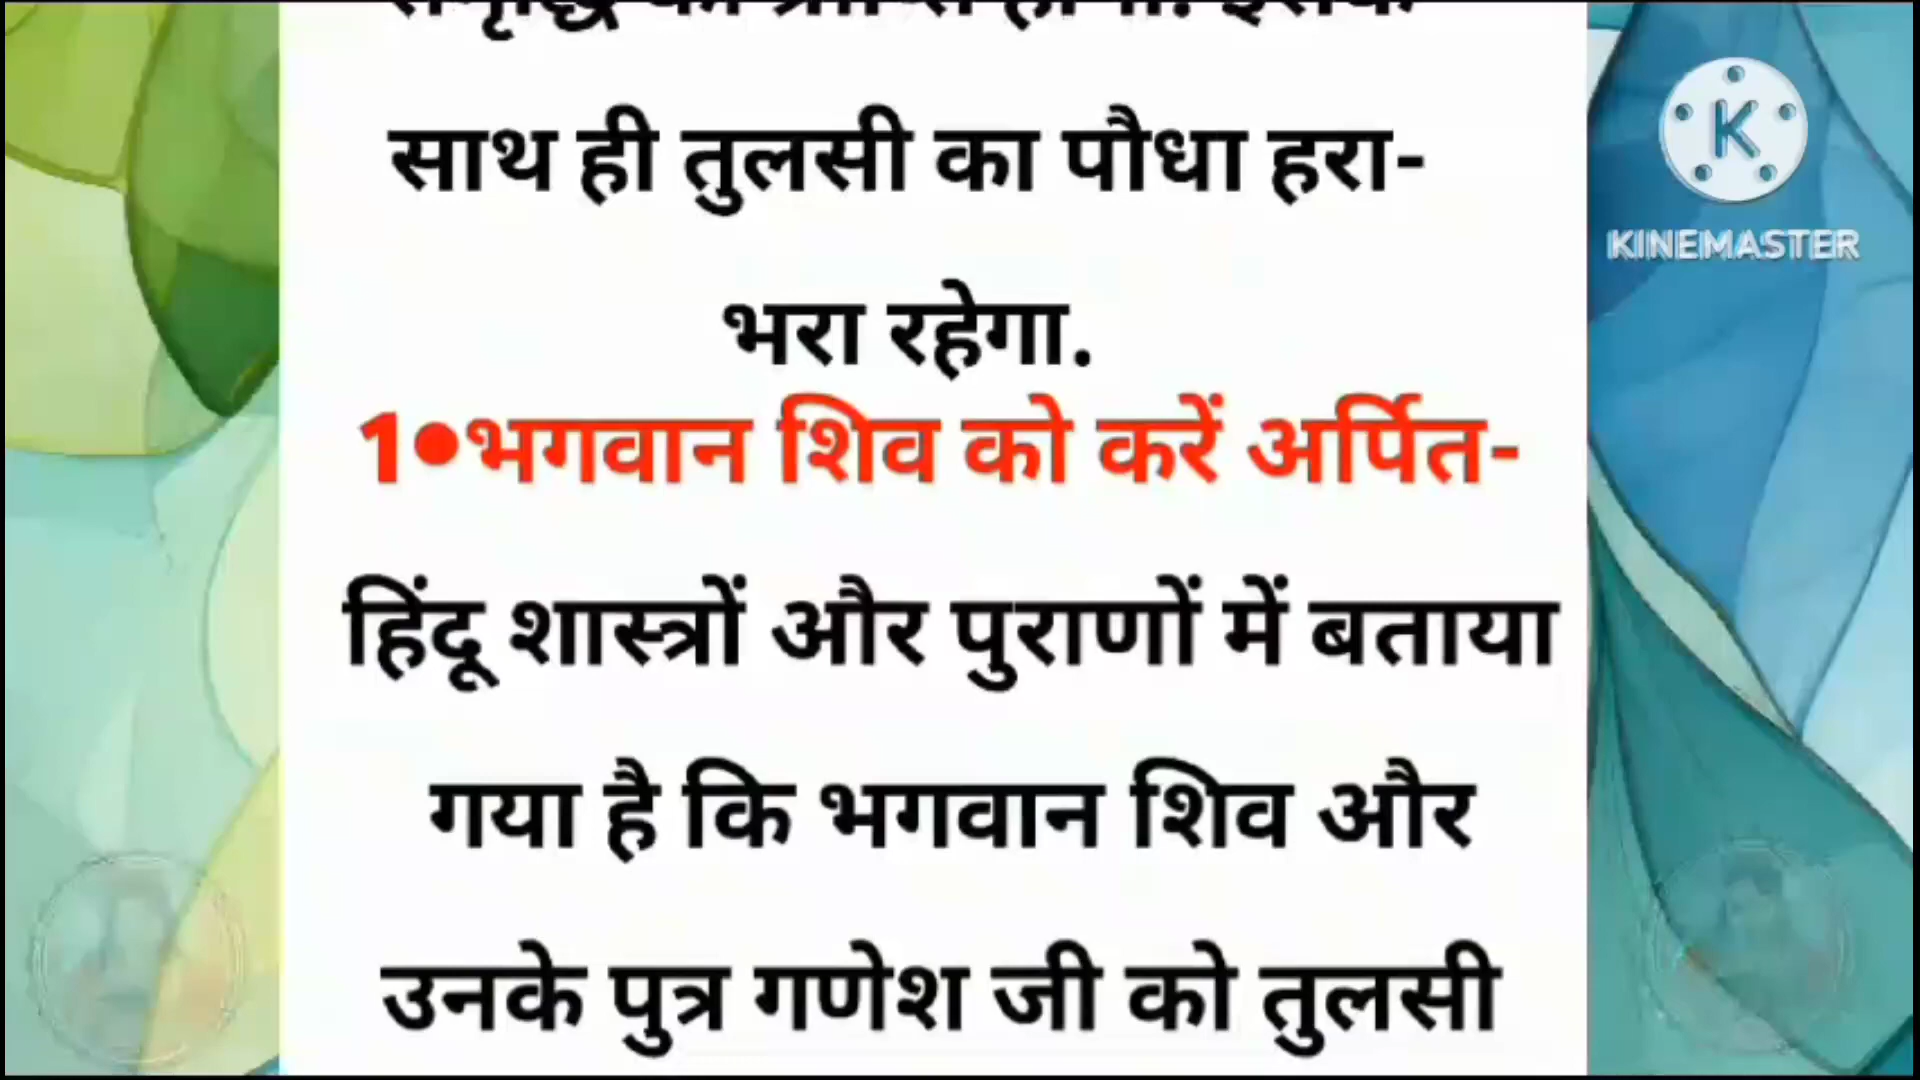 साथ ही तुलसी का पौधा हरा-
भरा रहेगा.
1•भगवान शिव को करें अर्पित-
हिंदू शास्त्रों और पुराणों में बताया
गया है कि भगवान शिव और
उनके पुत्र गणेश जी को तुलसी
K
KINEMASTER